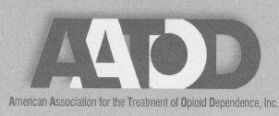 AATOD
American Association for the Treatment of Opioid Dependence, Inc.